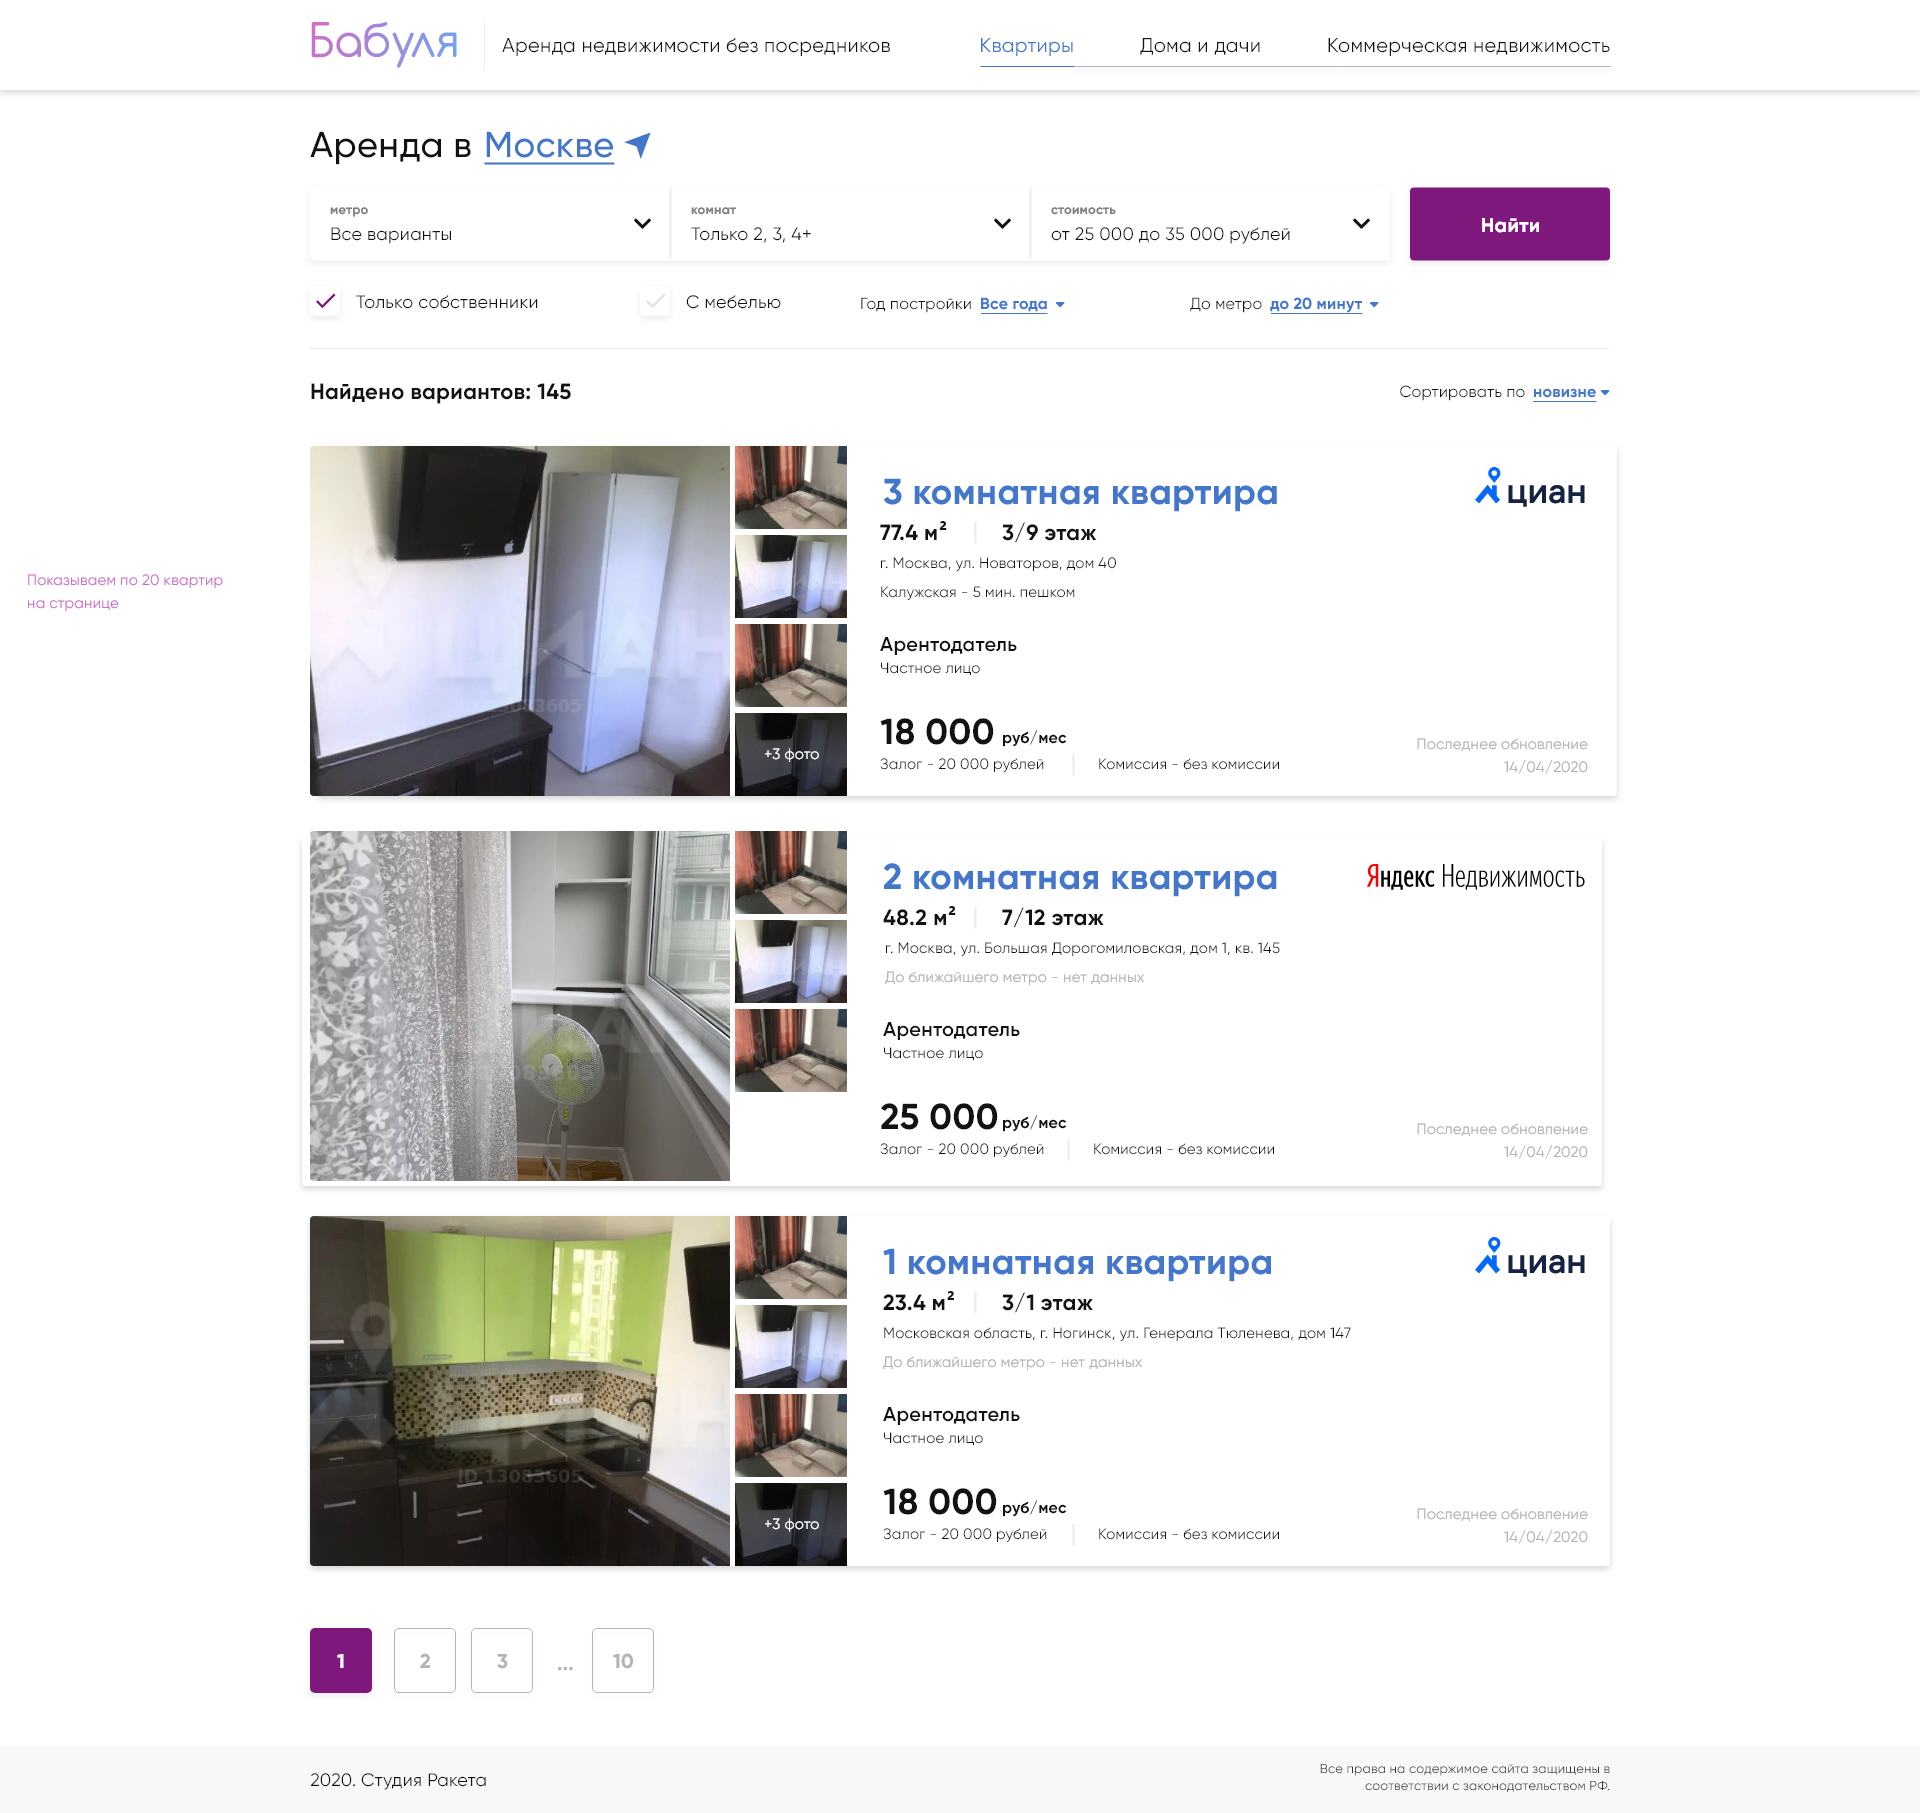 Бабуля
Аренда недвижимости без посредников
Квартиры
Дома и дачи
Коммерческая недвижимость
Аренда в Москве
метро
Все варианты
комнат
Только 2, 3, 4+
стоимость
от 25 000 до 35 000 рублей
Найти
Только собственники
С мебелью
Год постройки Все года
До метро до 20 минут
Найдено вариантов: 145
Сортировать по новизне
Показываем по 20 квартир
на странице
3 комнатная квартира
циан
77.4 м²
3/9 этаж
г. Москва, ул. Новаторов, дом 40
Калужская - 5 мин. пешком
Арентодатель
Частное лицо
18 000 руб/мес
Залог - 20 000 рублей
Комиссия - без комиссии
Последнее обновление
14/04/2020
+3 фото
2 комнатная квартира
Яндекс Недвижимость
48.2 м²
7/12 этаж
г. Москва, ул. Большая Дорогомиловская, дом 1, кв. 145
До ближайшего метро - нет данных
Арентодатель
Частное лицо
25 000 руб/мес
Залог - 20 000 рублей
Комиссия - без комиссии
Последнее обновление
14/04/2020
1 комнатная квартира
циан
23.4 м²
3/1 этаж
Московская область, г. Ногинск, ул. Генерала Тюленева, дом 147
До ближайшего метро - нет данных
Арентодатель
Частное лицо
18 000 руб/мес
Залог - 20 000 рублей
Комиссия - без комиссии
Последнее обновление
14/04/2020
ID 13083605
+3 фото
1
2
3
...
10
2020. Студия Ракета
Все права на содержимое сайта защищены в
соответствии с законодательством РФ.